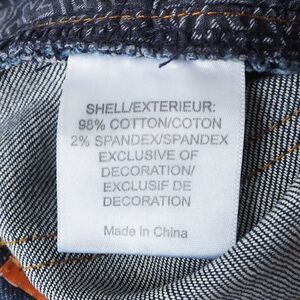 SHELL/EXTERIEUR:
98% COTTON/COTON
2% SPANDEX/SPANDEX
EXCLUSIVE OF
DECORATION/
EXCLUSIF DE
DECORATION
Made in China